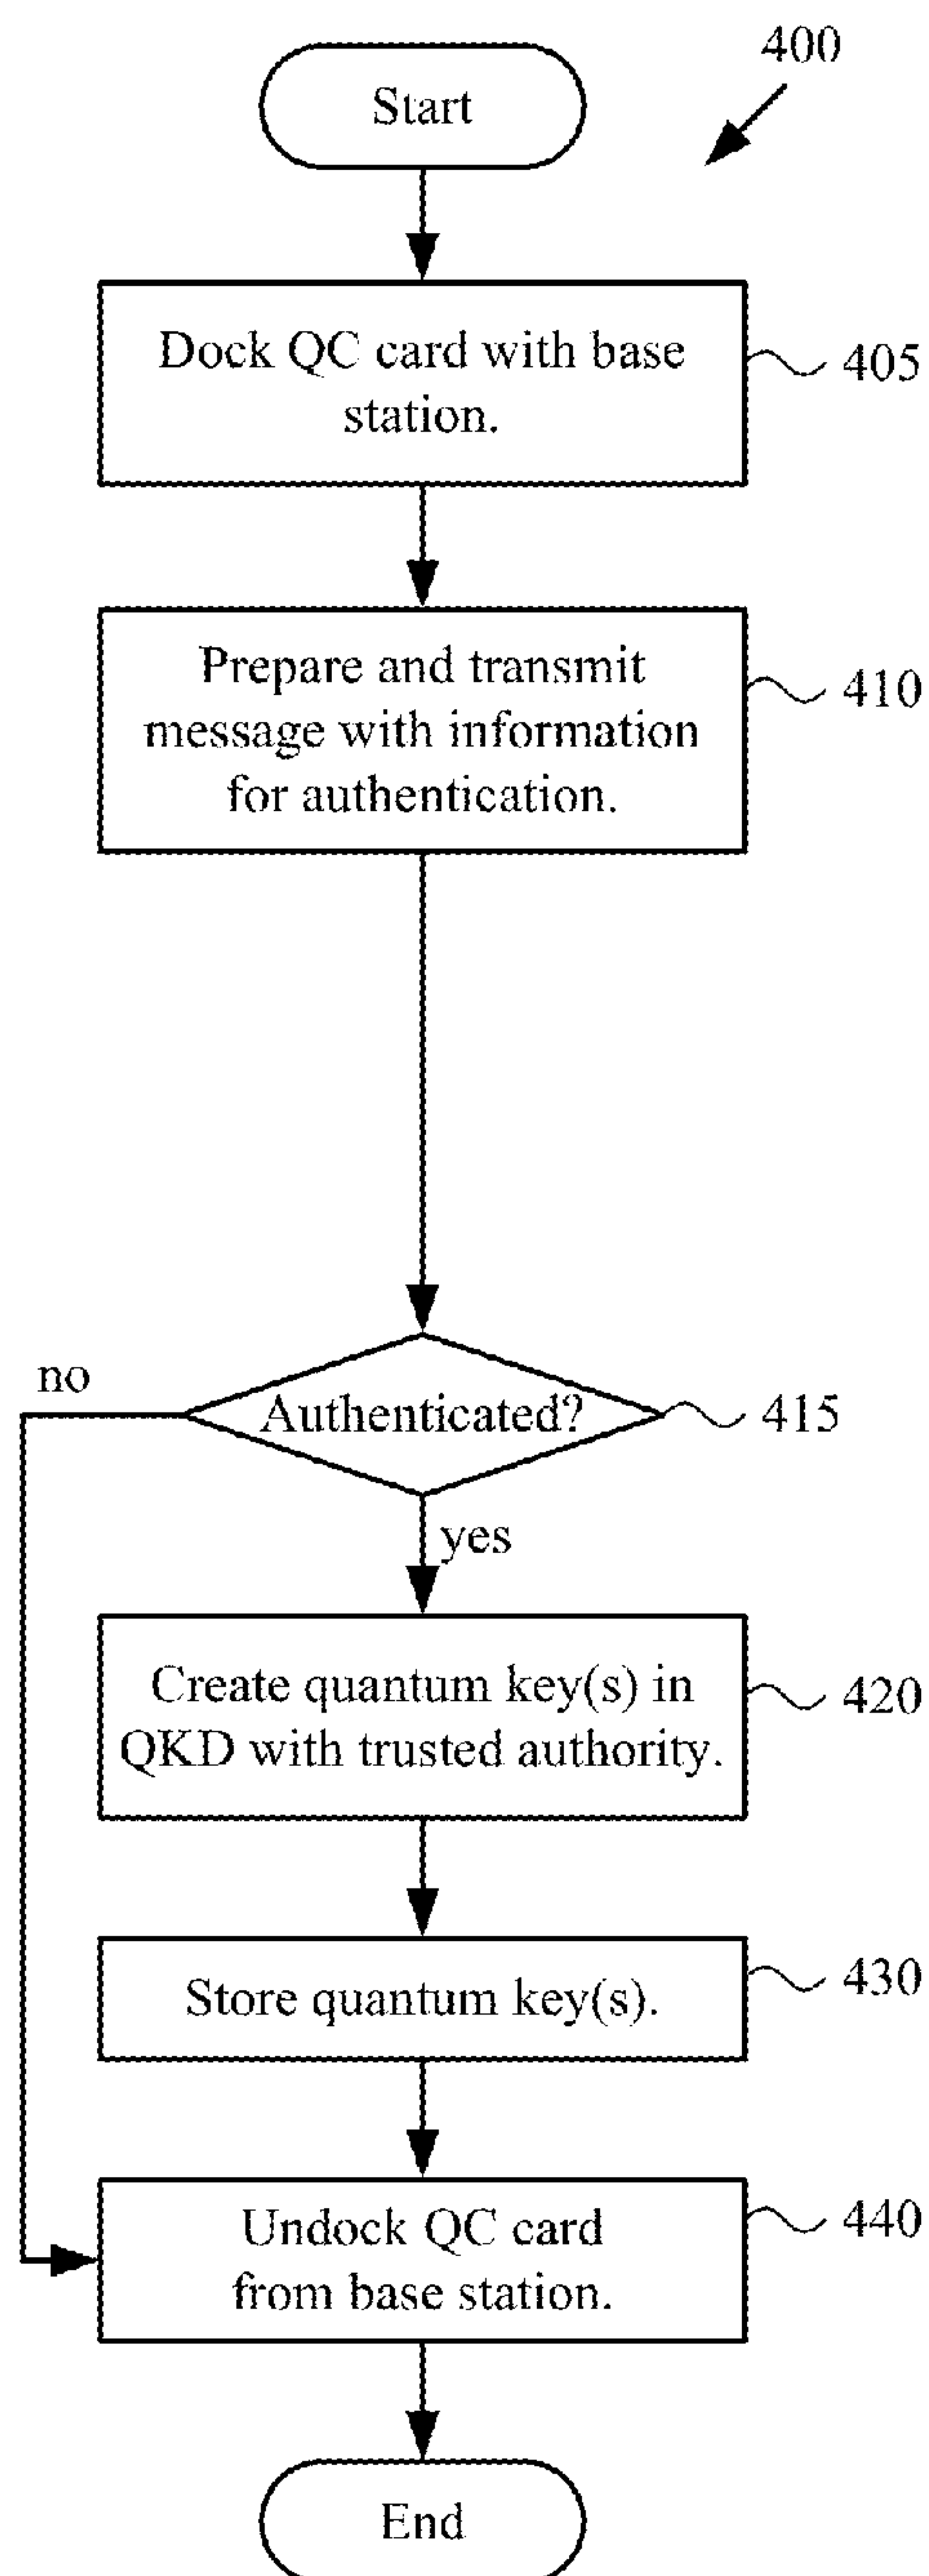 400
Start
Dock QC card with base
station.
405
Prepare and transmit
message with information
for authentication.
410
no
Authenticated?
415
yes
Create quantum key(s) in
QKD with trusted authority.
420
Store quantum key(s).
430
Undock QC card
from base station.
440
End